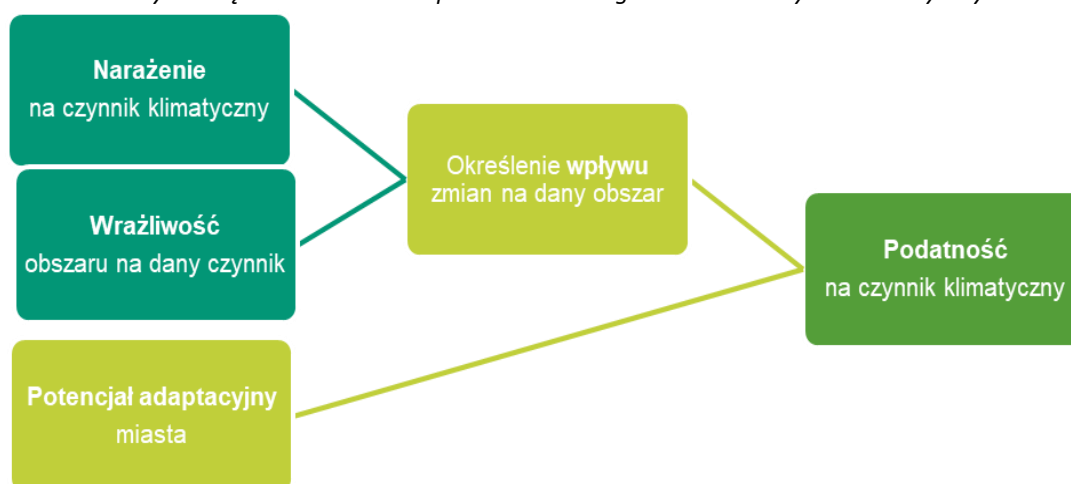 Narażenie
na czynnik klimatyczny
Wrażliwość
obszaru na dany czynnik
Potencjał adaptacyjny
miasta
Określenie wpływu
zmian na dany obszar
Podatność
na czynnik klimatyczny